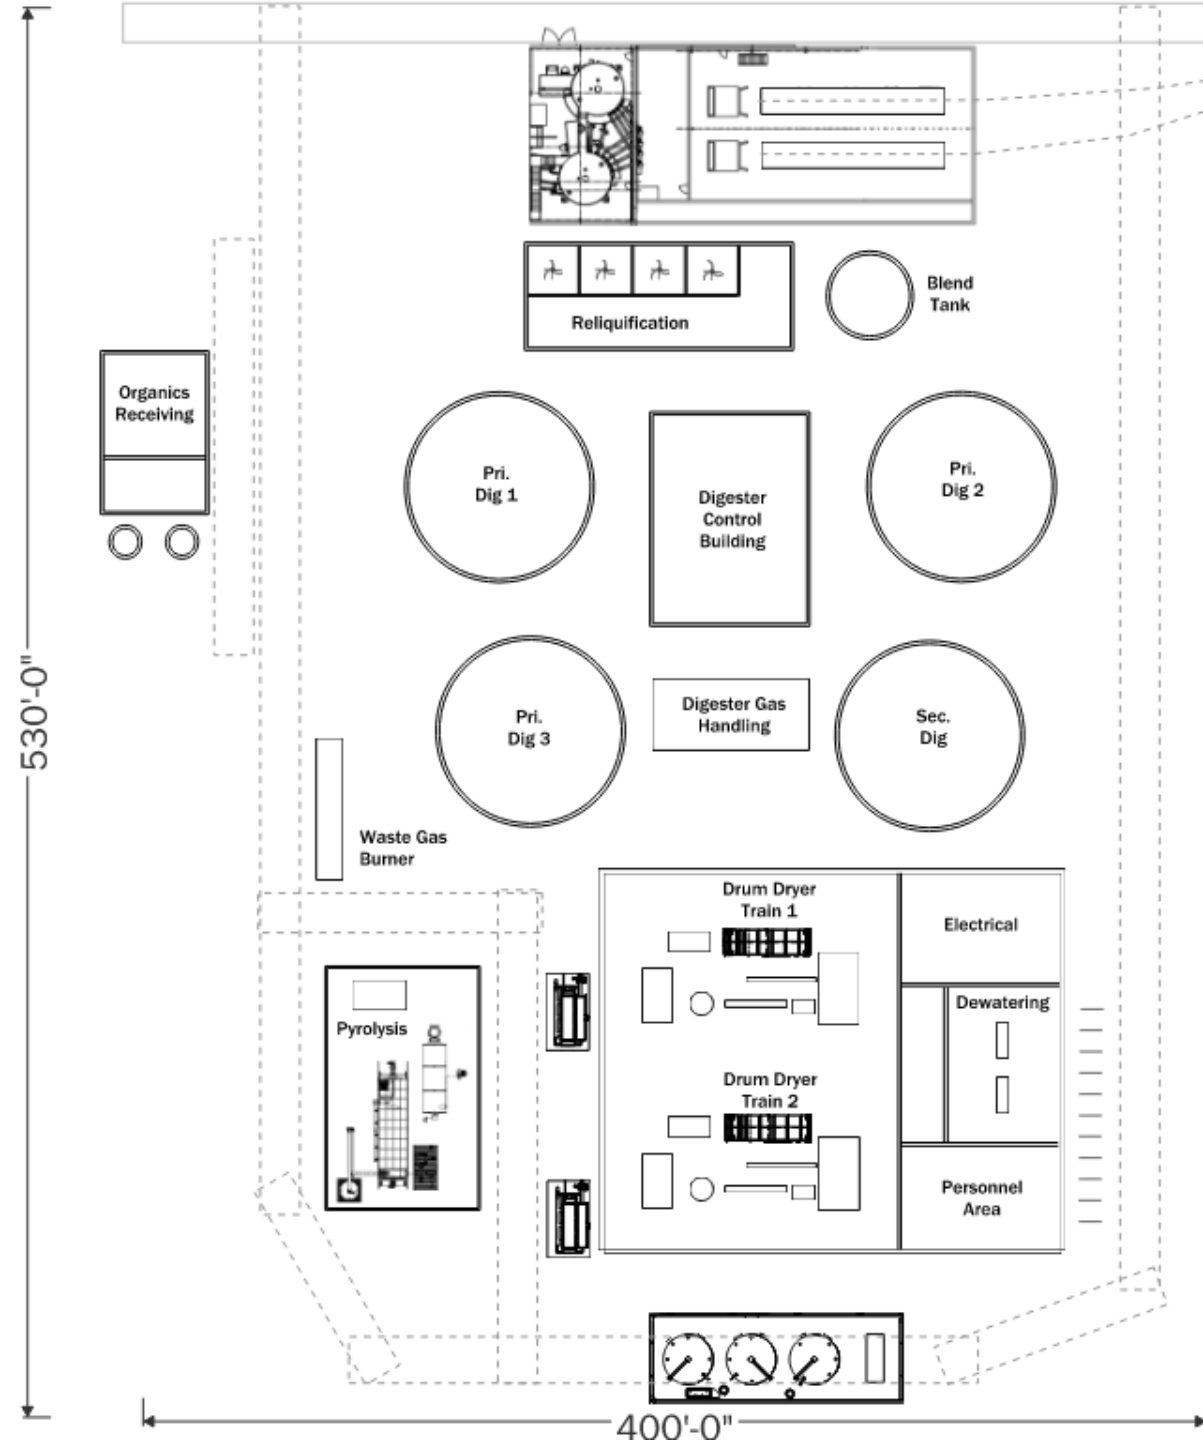 Reliquification
Blend
Tank
Organics
Receiving
Pri.
Dig 1
Digester
Control
Building
Pri.
Dig 2
530'-0"
Pri.
Dig 3
Digester Gas
Handling
Sec.
Dig
Waste Gas
Burner
Drum Dryer
Train 1
Electrical
Dewatering
Pyrolysis
Drum Dryer
Train 2
Personnel
Area
400'-0"